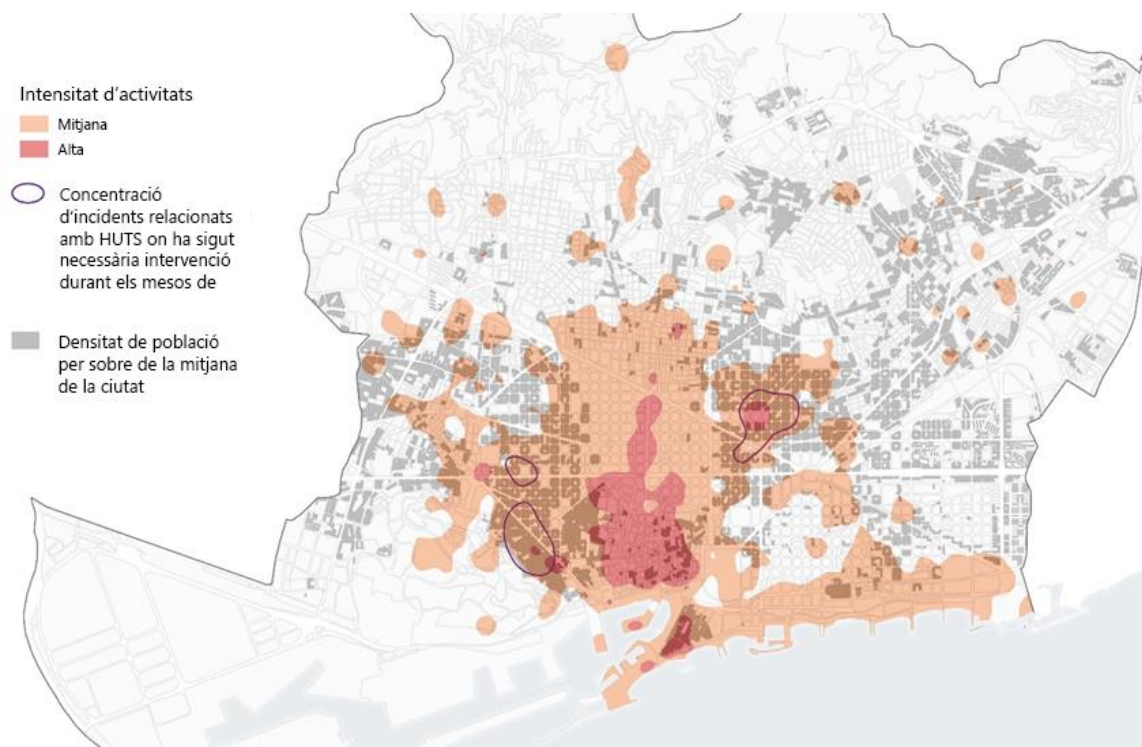 Intensitat d'activitats
Mitjana
Alta
Concentració
d'incidents relacionats
amb HUTS on ha sigut
necessària intervenció
durant els mesos de
Densitat de població
per sobre de la mitjana
de la ciutat